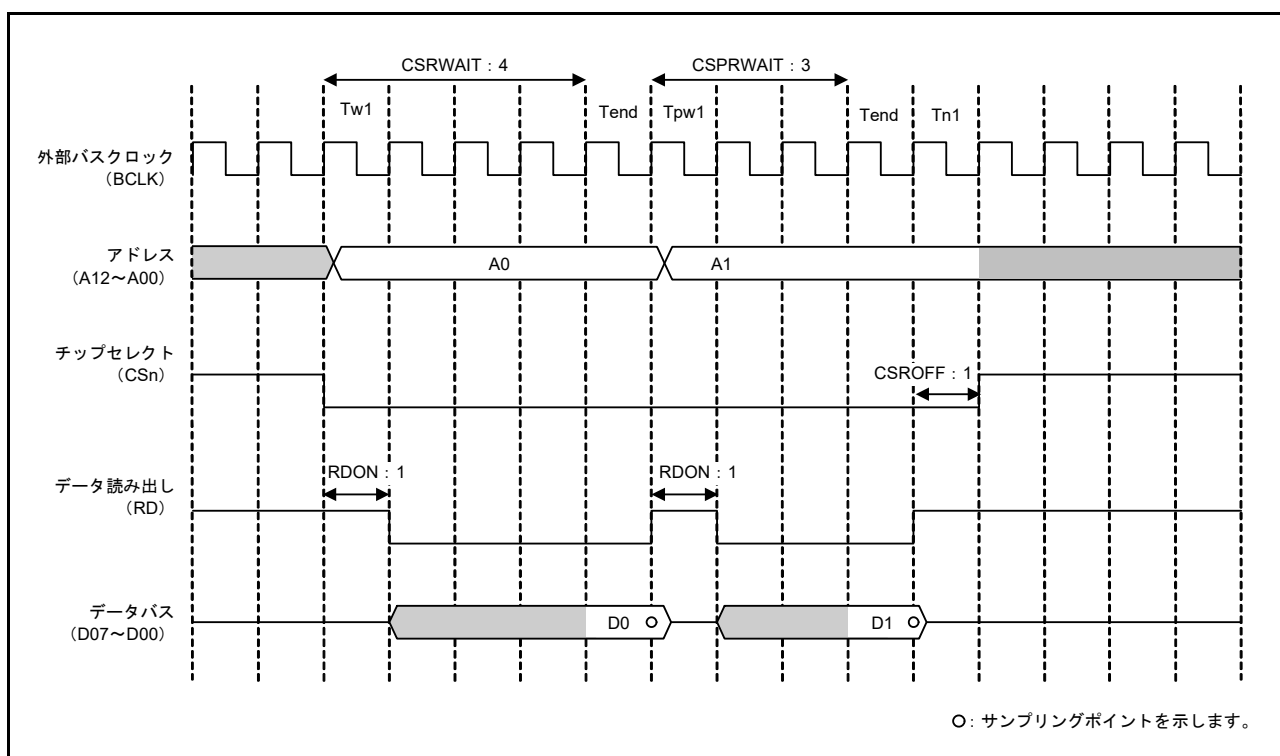 CSRWAIT：4
CSPRWAIT：3
Tw1
Tend
Tpw1
Tend
Tn1
外部バスクロック
（BCLK）
アドレス
（A12～A00）
A0
A1
チップセレクト
（CSn）
CSROFF：1
データ読み出し
（RD）
RDON：1
RDON：1
データバス
（D07～D00）
D0
D1
○：サンプリングポイントを示します。